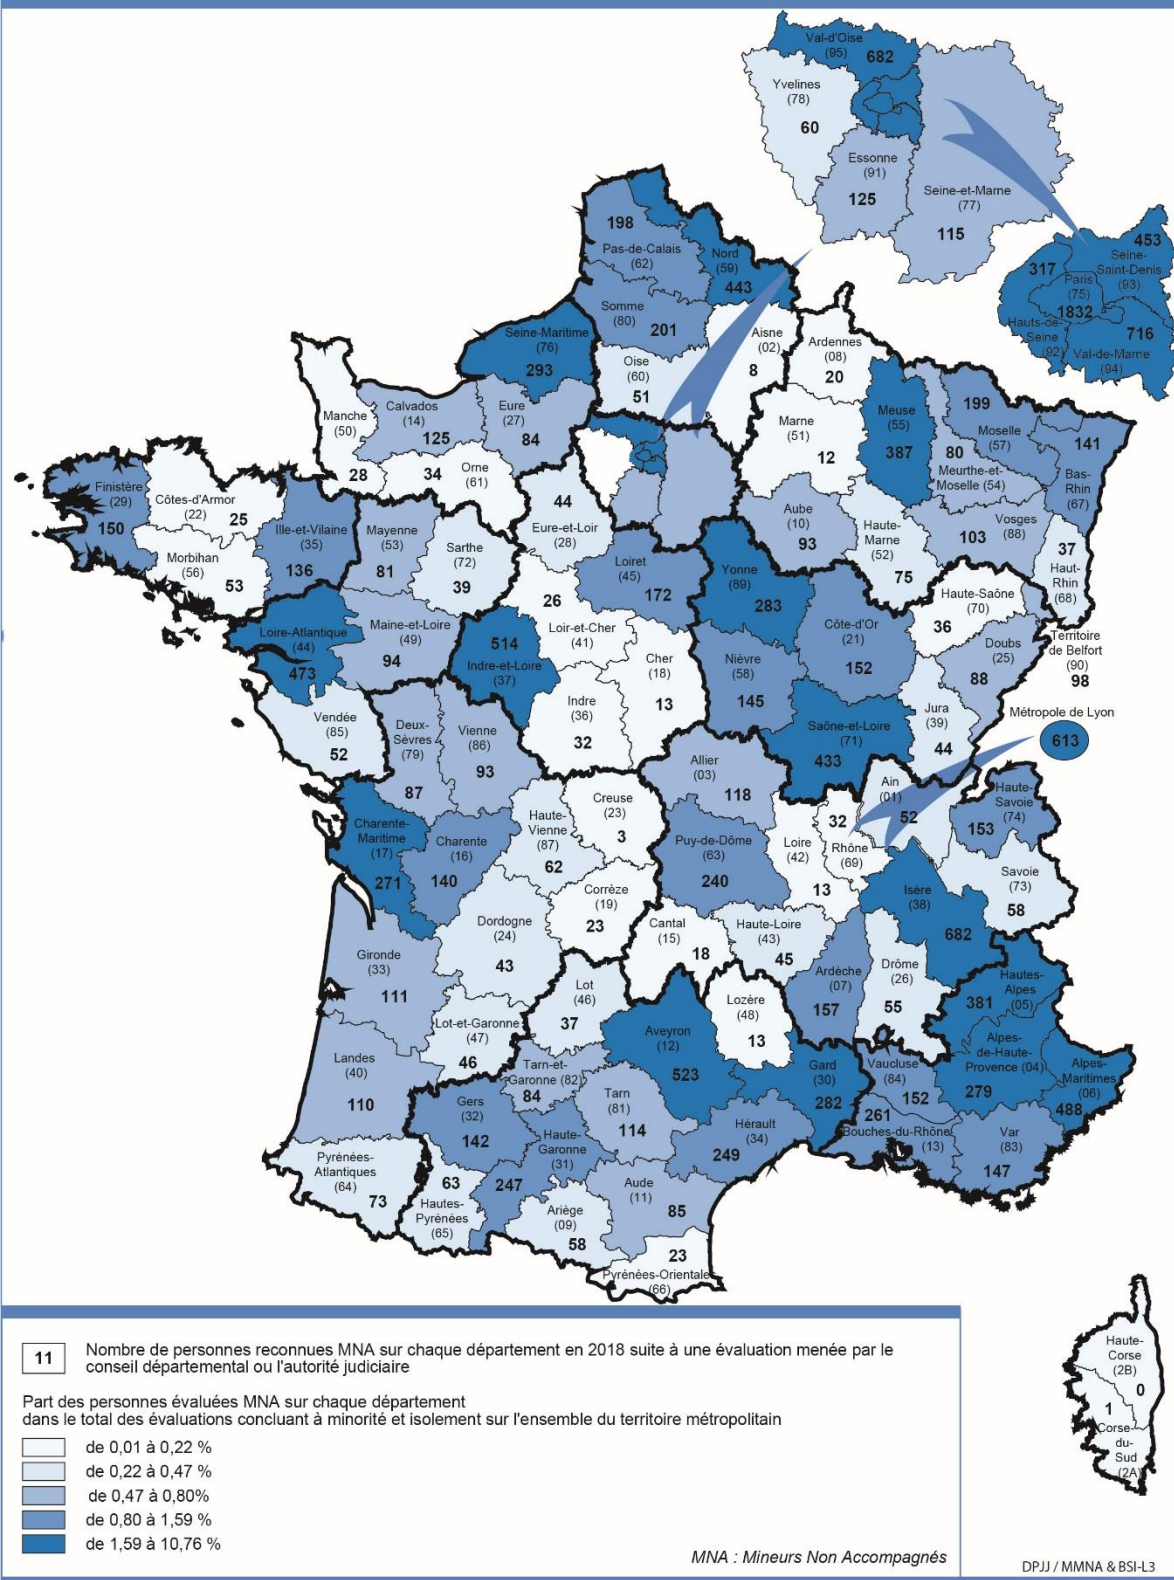 Val-d'Oise
(95)
682
Yvelines
(78)
60
Essonne
(91)
125
Seine-et-Marne
(77)
115
453
Seine-
Saint-Denis
(93)
317
Paris
(75)
1832
Hauts-de-
Seine
(92)
716
Val-de-Marne
(94)
198
Pas-de-Calais
(62)
Nord
(59)
443
Somme
(80)
201
Seine-Maritime
(76)
293
Oise
(60)
51
Aisne
(02)
8
Ardennes
(08)
20
Manche
(50)
28
Calvados
(14)
125
Eure
(27)
84
Orne
(61)
34
Marne
(51)
12
Meuse
(55)
387
199
Moselle
(57)
80
Meurthe-et-
Moselle (54)
141
Bas-
Rhin
(67)
Finistère
(29)
150
Côtes-d'Armor
(22)
25
Morbihan
(56)
53
Ille-et-Vilaine
(35)
136
Mayenne
(53)
81
Sarthe
(72)
39
44
Eure-et-Loir
(28)
Loiret
(45)
172
Yonne
(89)
283
Aube
(10)
93
Haute-
Marne
(52)
75
Vosges
(88)
103
37
Haut-
Rhin
(68)
Loire-Atlantique
(44)
473
Maine-et-Loire
(49)
94
514
Indre-et-Loire
(37)
26
Loir-et-Cher
(41)
Cher
(18)
13
Indre
(36)
32
Nièvre
(58)
145
Côte-d'Or
(21)
152
Haute-Saône
(70)
36
Doubs
(25)
88
Territoire
de Belfort
(90)
98
Jura
(39)
44
Saône-et-Loire
(71)
433
Métropole de Lyon
613
Vendée
(85)
52
Deux-
Sèvres
(79)
87
Vienne
(86)
93
Allier
(03)
118
Ain
(01)
52
Haute-
Savoie
(74)
153
Charente-
Maritime
(17)
271
Charente
(16)
140
Haute-
Vienne
(87)
62
Creuse
(23)
3
Puy-de-Dôme
(63)
240
Loire
(42)
13
32
Rhône
(69)
Isère
(38)
682
Savoie
(73)
58
Corrèze
(19)
23
Dordogne
(24)
43
Cantal
(15)
18
Haute-Loire
(43)
45
Ardèche
(07)
157
Drôme
(26)
55
Hautes-
Alpes
(05)
381
Gironde
(33)
111
Lot-et-Garonne
(47)
46
Lot
(46)
37
Aveyron
(12)
523
Lozère
(48)
13
Gard
(30)
282
Vaucluse
(84)
152
Alpes-
de-Haute-
Provence (04)
279
Alpes-
Maritimes
(06)
488
Landes
(40)
110
Gers
(32)
142
Tarn-et-
Garonne (82)
84
Tarn
(81)
114
Hérault
(34)
249
261
Bouches-du-Rhône
(13)
Var
(83)
147
Pyrénées-
Atlantiques
(64)
73
63
Hautes-
Pyrénées
(65)
Haute-
Garonne
(31)
247
Ariège
(09)
58
Aude
(11)
85
23
Pyrénées-Orientales
(66)
Haute-
Corse
(2B)
0
1
Corse-
du-
Sud
(2A)
11 Nombre de personnes reconnues MNA sur chaque département en 2018 suite à une évaluation menée par le
conseil départemental ou l'autorité judiciaire
Part des personnes évaluées MNA sur chaque département
dans le total des évaluations concluant à minorité et isolement sur l'ensemble du territoire métropolitain
de 0,01 à 0,22 %
de 0,22 à 0,47 %
de 0,47 à 0,80%
de 0,80 à 1,59 %
de 1,59 à 10,76 %
MNA : Mineurs Non Accompagnés
DPJJ / MMNA & BSI-L3